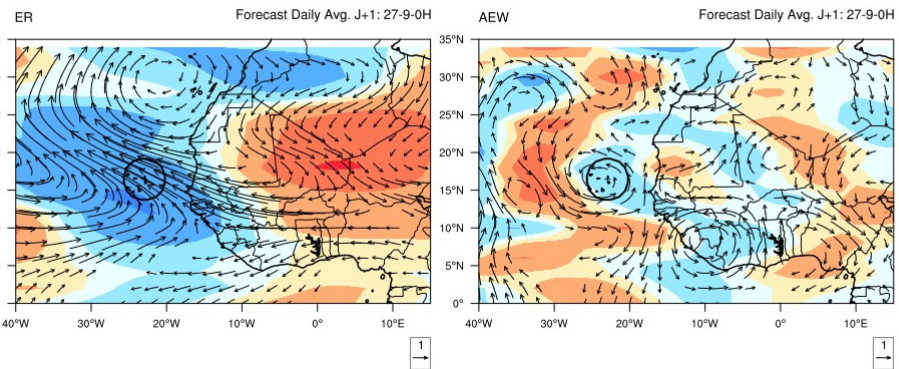 ER Forecast Daily Avg. J+1: 27-9-0H
AEW Forecast Daily Avg. J+1: 27-9-0H
35°N
30°N
25°N
20°N
15°N
10°N
5°N
0°
40°W 30°W 20°W 10°W 0° 10°E
40°W 30°W 20°W 10°W 0° 10°E
1
1